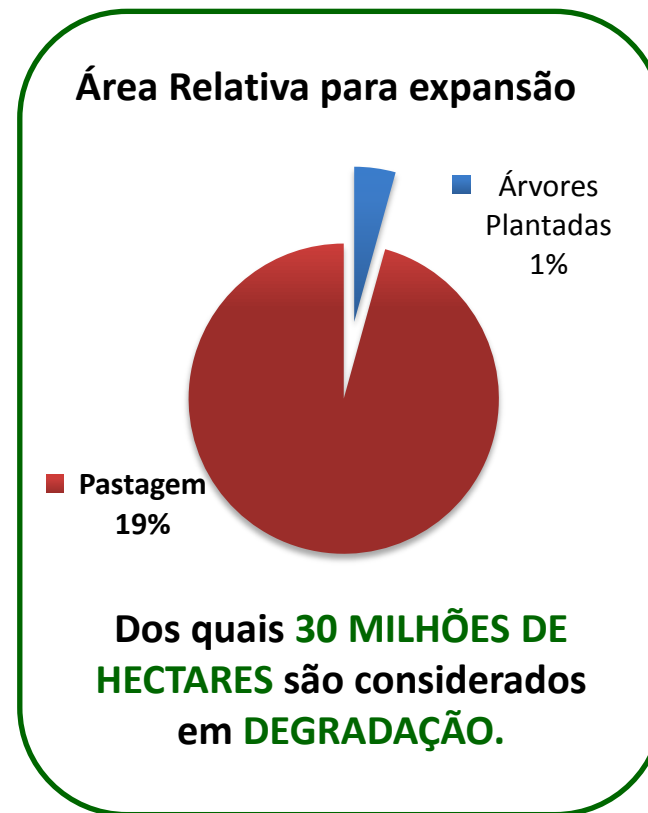 Área Relativa para expansão
Árvores
Plantadas
1%
Pastagem
19%
Dos quais 30 MILHÕES DE
HECTARES são considerados
em DEGRADAÇÃO.